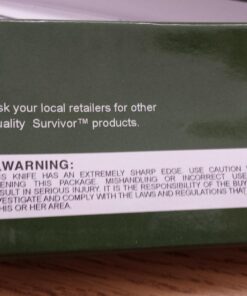 sk your local retailers for other
uality Survivor™ products.
WARNING:
IS KNIFE HAS AN EXTREMELY SHARP EDGE. USE CAUTION
ENING THIS PACKAGE. MISHANDLING OR INCORRECT USE
SULT IN SERIOUS INJURY. IT IS THE RESPONSIBILITY OF THE BUY
VESTIGATE AND COMPLY WITH THE LAWS AND REGULATIONS THAT
HIS OR HER AREA.